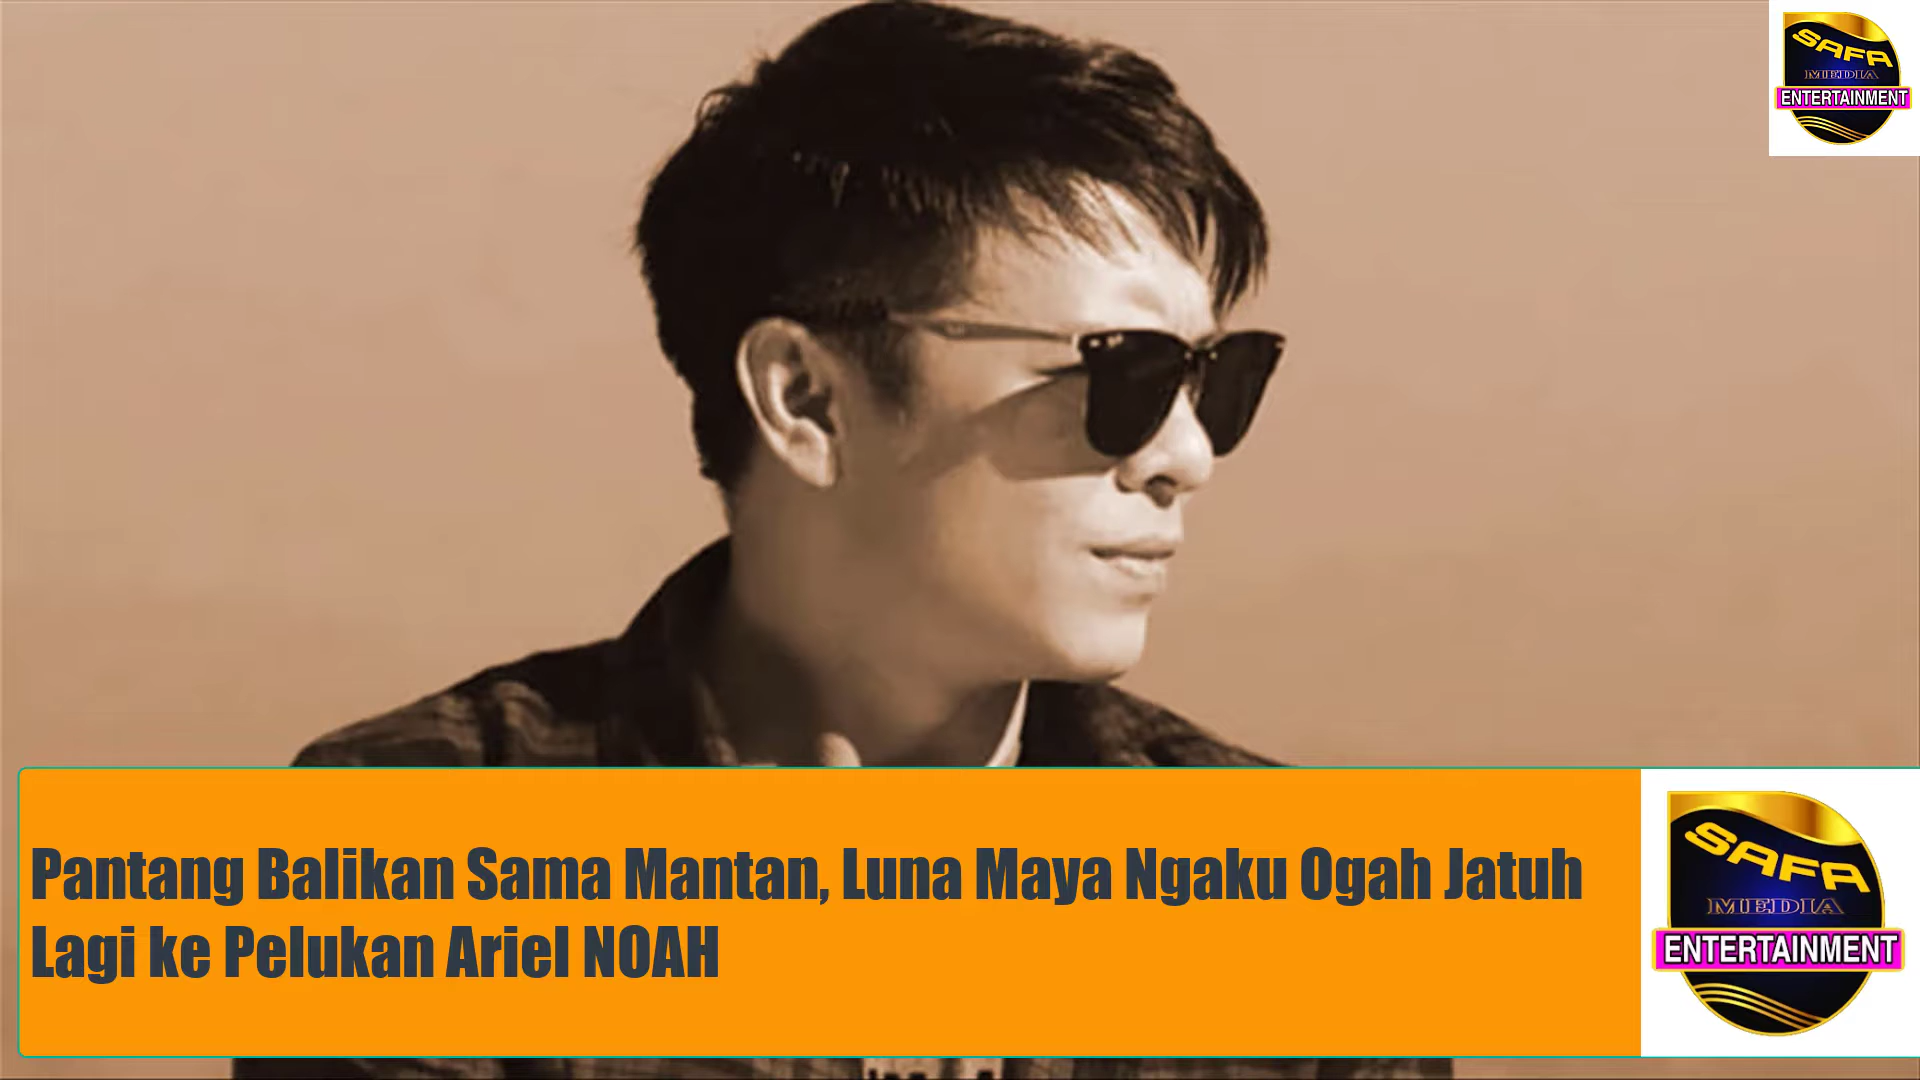 SAFA
MEDIA
ENTERTAINMENT
Pantang Balikan Sama Mantan, Luna Maya Ngaku Ogah Jatuh
Lagi ke Pelukan Ariel NOAH
SAFA
MEDIA
ENTERTAINMENT